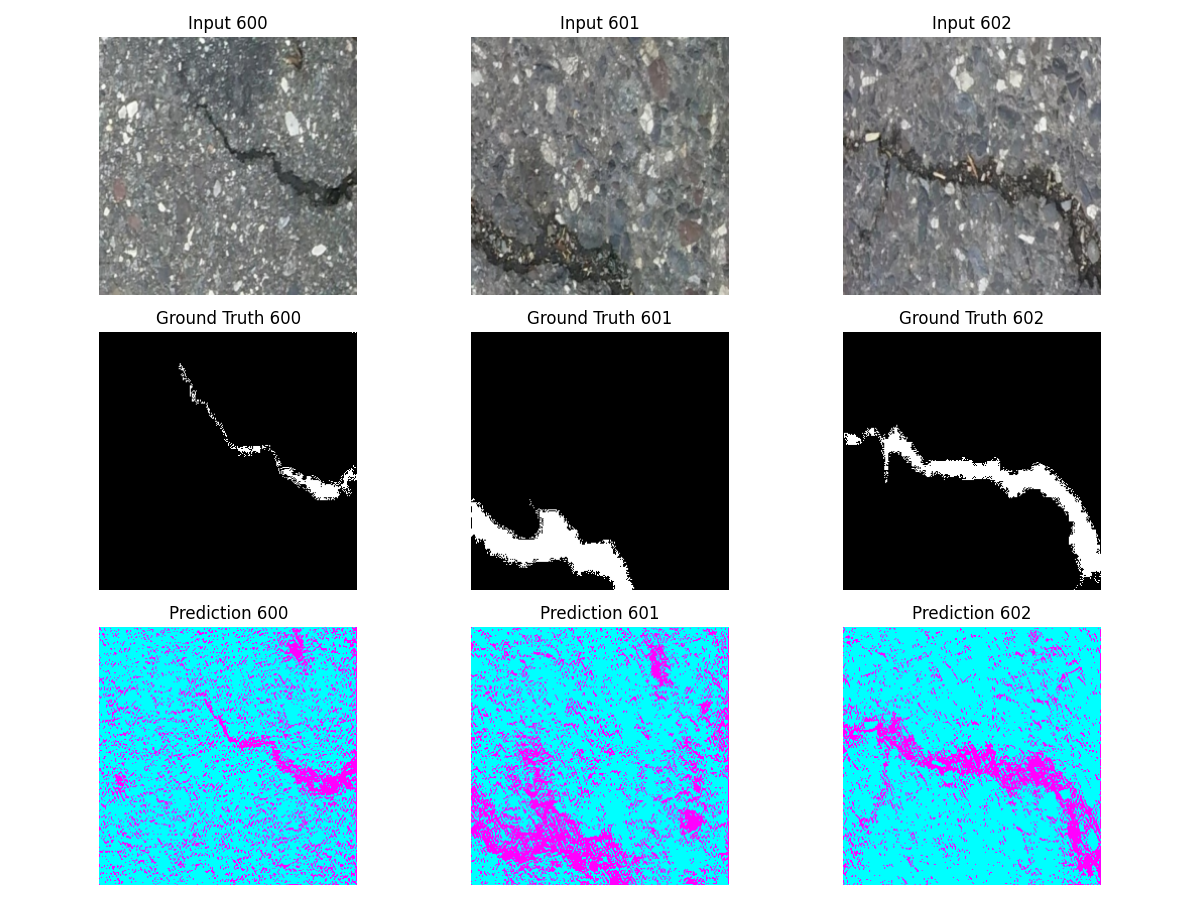 Input 600
Input 601
Input 602
Ground Truth 600
Ground Truth 601
Ground Truth 602
Prediction 600
Prediction 601
Prediction 602